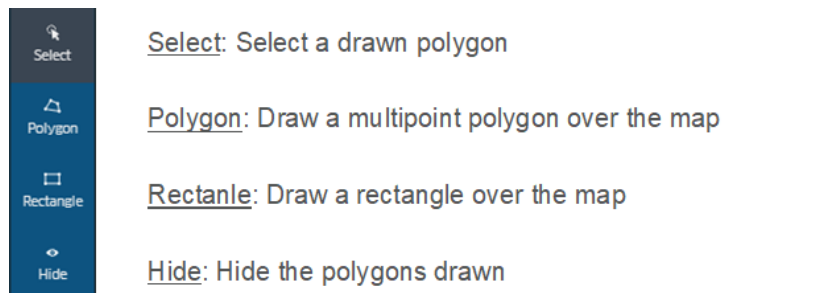 Select
Select: Select a drawn polygon
Polygon
Polygon: Draw a multipoint polygon over the map
Rectangle
Rectanle: Draw a rectangle over the map
Hide
Hide: Hide the polygons drawn